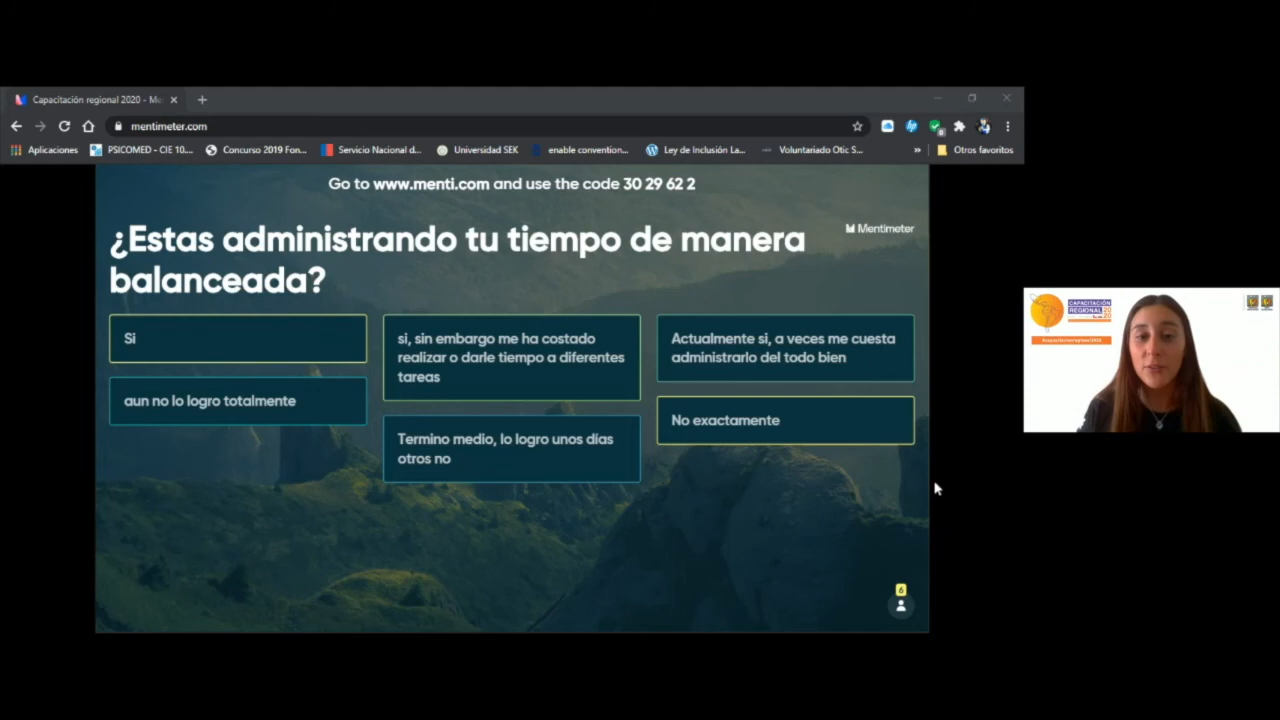 Capacitación regional 2020 - Me
mentimeter.com
Aplicaciones
PSICOMED - CIE 10....
Concurso 2019 Fon...
Servicio Nacional d...
Universidad SEK
enable convention...
Ley de Inclusión La...
Voluntariado Otic S...
»
Otros favoritos
Go to www.menti.com and use the code 30 29 62 2
¿Estas administrando tu tiempo de manera
balanceada?
Mentimeter
Si
aun no lo logro totalmente
si, sin embargo me ha costado
realizar o darle tiempo a diferentes
tareas
Termino medio, lo logro unos días
otros no
Actualmente si, a veces me cuesta
administrarlo del todo bien
No exactamente
6
CAPACITACIÓN
REGIONAL
20
20